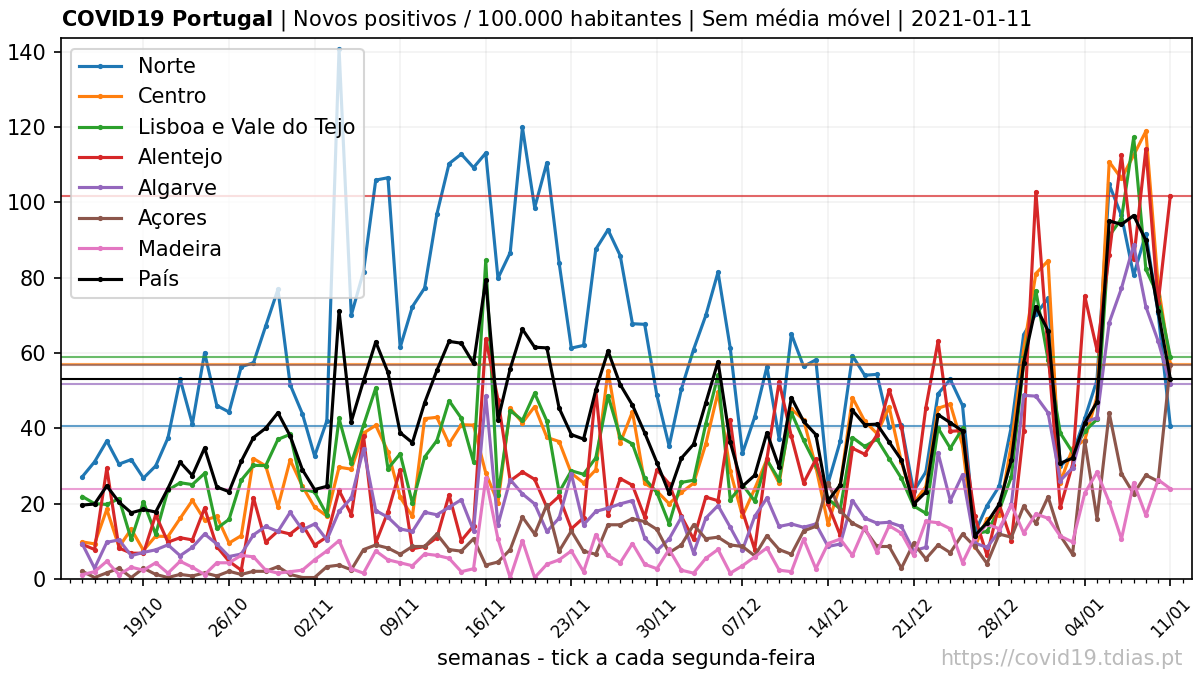 COVID19 Portugal | Novos positivos / 100.000 habitantes | Sem média móvel | 2021-01-11
140
120
100
80
60
40
20
0
Norte
Centro
Lisboa e Vale do Tejo
Alentejo
Algarve
Açores
Madeira
País
19/10
26/10
02/11
09/11
16/11
23/11
30/11
07/12
14/12
21/12
28/12
04/01
11/01
semanas - tick a cada segunda-feira
https://covid19.tdias.pt